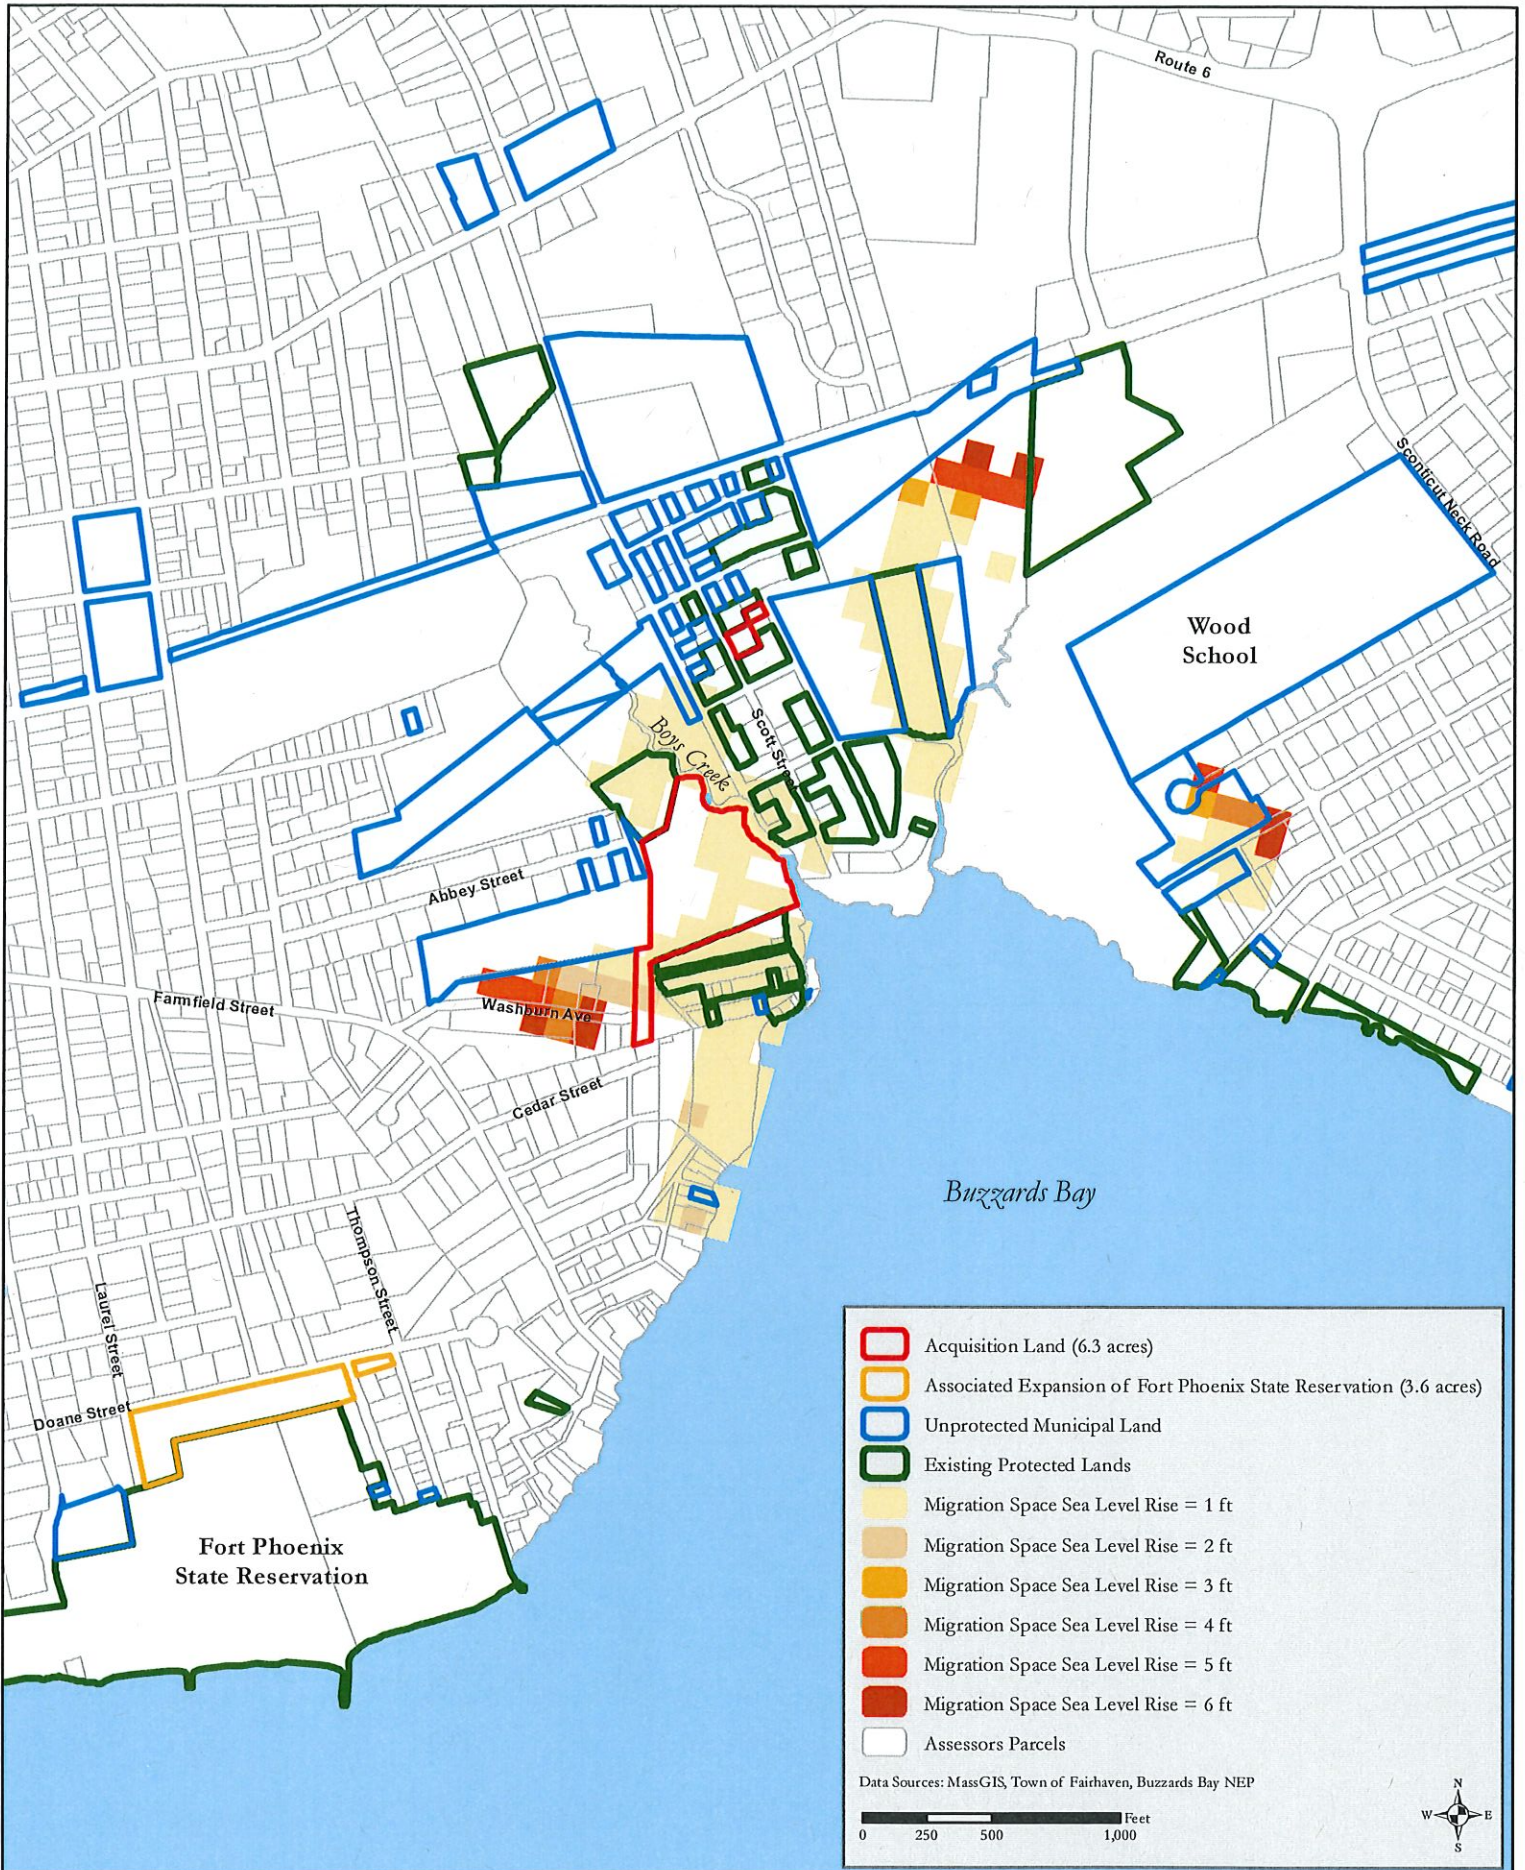 Route 6
Sconticut Neck Road
Wood
School
Boys Creek
Scott Street
Abbey Street
Farmfield Street
Washburn Ave
Cedar Street
Buzzards Bay
Thompson Street
Laurel Street
Doane Street
Fort Phoenix
State Reservation
Acquisition Land (6.3 acres)
Associated Expansion of Fort Phoenix State Reservation (3.6 acres)
Unprotected Municipal Land
Existing Protected Lands
Migration Space Sea Level Rise = 1 ft
Migration Space Sea Level Rise = 2 ft
Migration Space Sea Level Rise = 3 ft
Migration Space Sea Level Rise = 4 ft
Migration Space Sea Level Rise = 5 ft
Migration Space Sea Level Rise = 6 ft
Assessors Parcels
Data Sources: MassGIS, Town of Fairhaven, Buzzards Bay NEP
Feet
0 250 500 1,000
N
W E
S